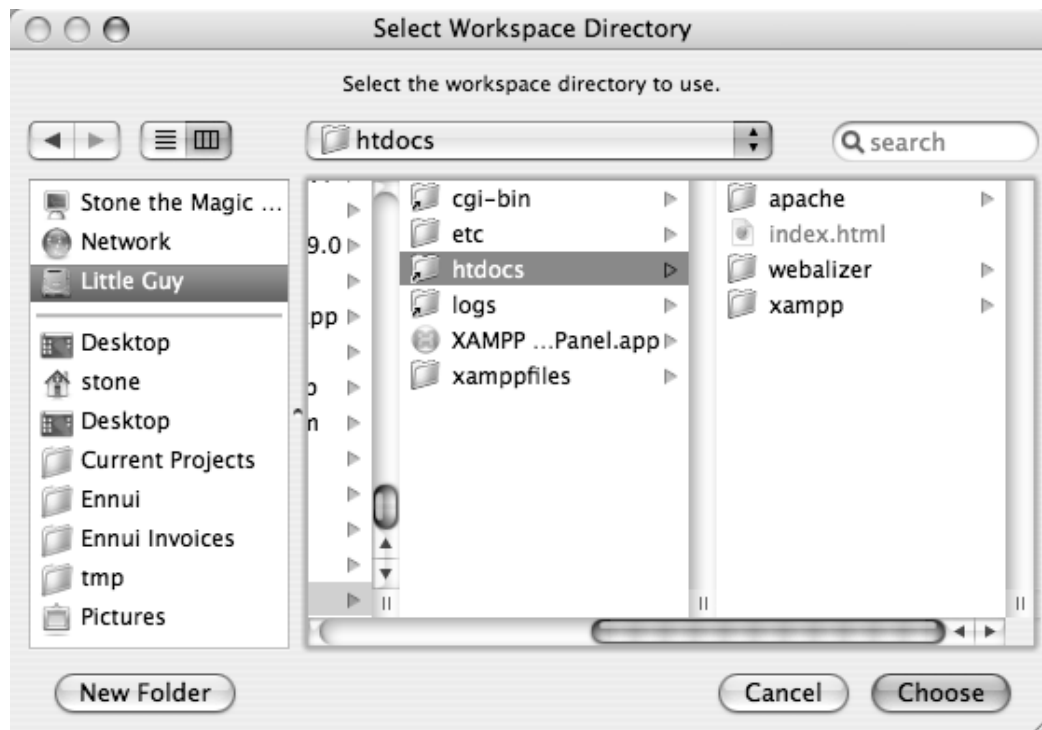 Select Workspace Directory
Select the workspace directory to use.
htdocs
search
Stone the Magic ...
Network
Little Guy
Desktop
stone
Desktop
Current Projects
Ennui
Ennui Invoices
tmp
Pictures
9.0
pp
m
cgi-bin
etc
htdocs
logs
XAMPP ...Panel.app
xamppfiles
apache
index.html
webalizer
xampp
New Folder
Cancel
Choose